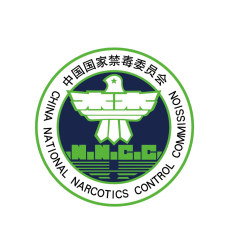 中国国家禁毒委员会
N.N.C.C.
CHINA NATIONAL NARCOTICS CONTROL COMMISSION